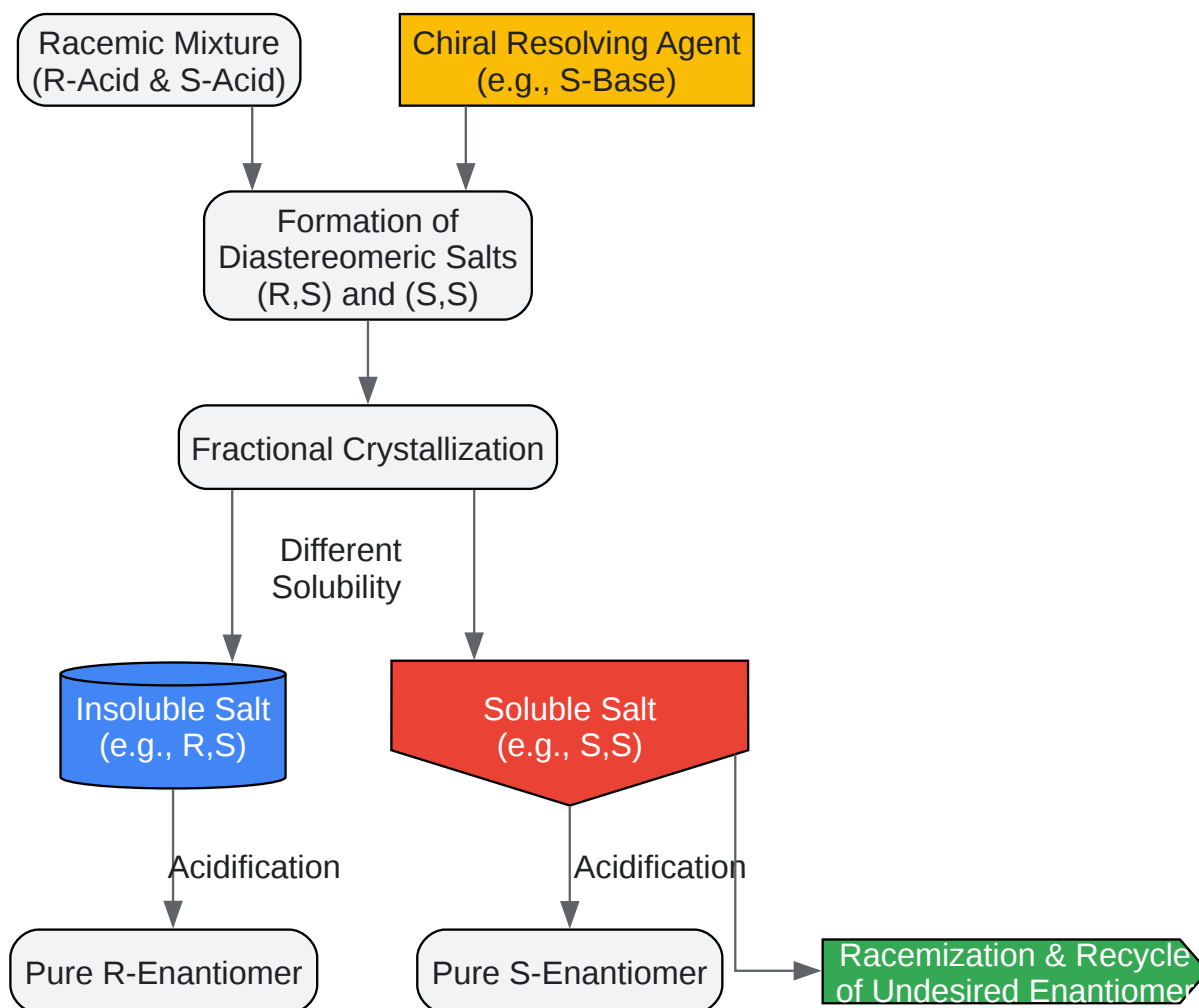 Racemic Mixture
(R-Acid & S-Acid)
Chiral Resolving Agent
(e.g., S-Base)
Formation of
Diastereomeric Salts
(R,S) and (S,S)
Fractional Crystallization
Different
Solubility
Insoluble Salt
(e.g., R,S)
Soluble Salt
(e.g., S,S)
Acidification
Acidification
Pure R-Enantiomer
Pure S-Enantiomer
Racemization & Recycle
of Undesired Enantiomer